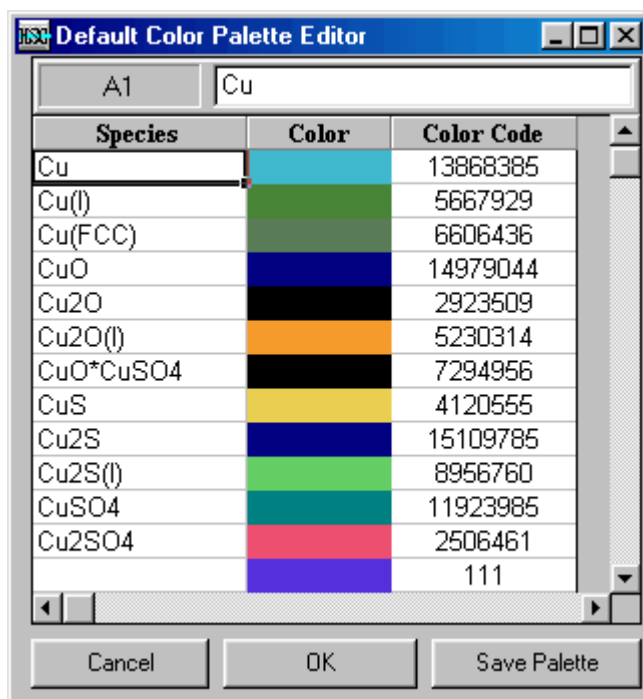 HSC Default Color Palette Editor
A1 Cu
Species Color Color Code
Cu 13868385
Cu(l) 5667929
Cu(FCC) 6606436
CuO 14979044
Cu2O 2923509
Cu2O(l) 5230314
CuO*CuSO4 7294956
CuS 4120555
Cu2S 15109785
Cu2S(l) 8956760
CuSO4 11923985
Cu2SO4 2506461
111
Cancel OK Save Palette